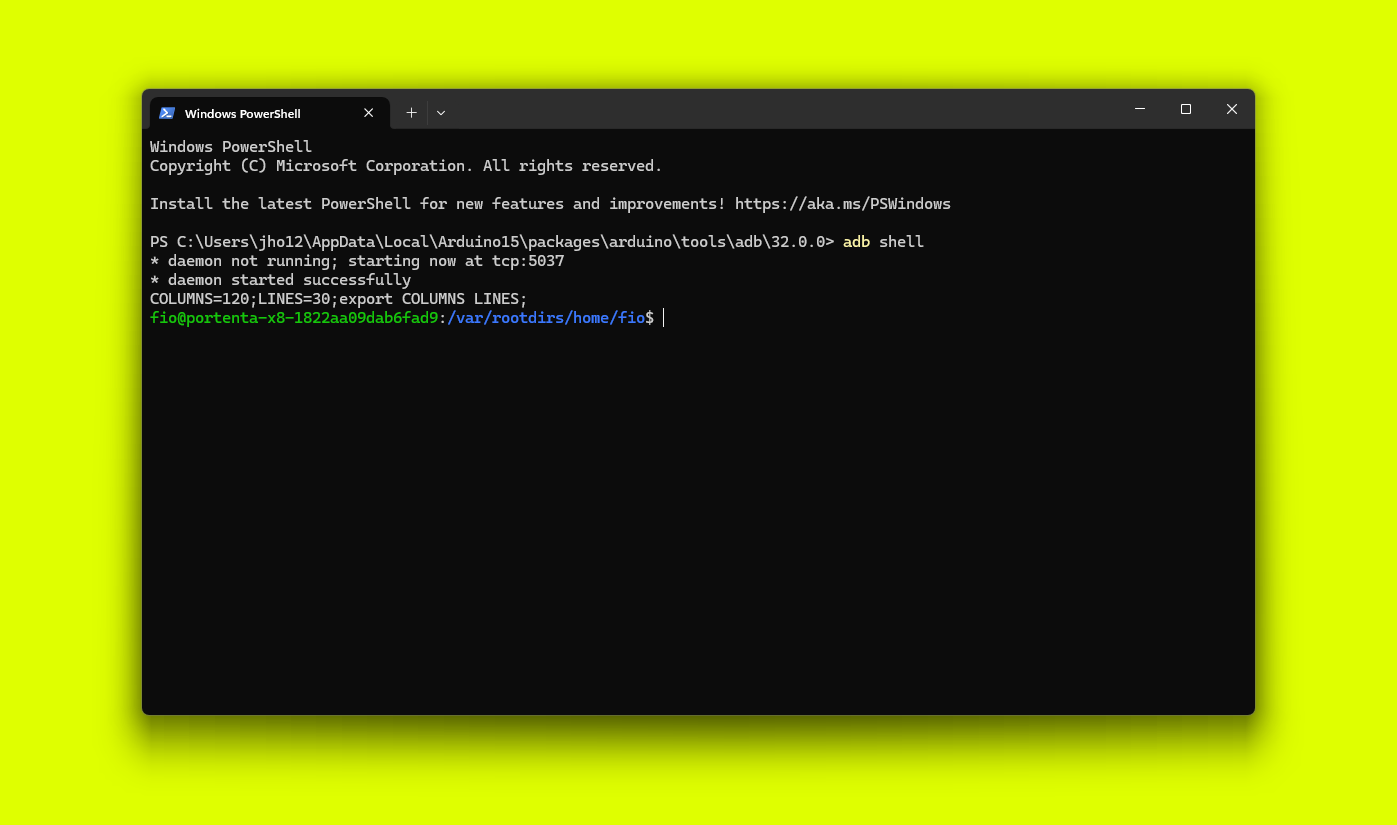 Windows PowerShell
Windows PowerShell
Copyright (C) Microsoft Corporation. All rights reserved.
Install the latest PowerShell for new features and improvements! https://aka.ms/PSWindows
PS C:\Users\jho12\AppData\Local\Arduino15\packages\arduino\tools\adb\32.0.0> adb shell
* daemon not running; starting now at tcp:5037
* daemon started successfully
COLUMNS=120;LINES=30;export COLUMNS LINES;
fio@portenta-x8-1822aa09dab6fad9:/var/rootdirs/home/fio$